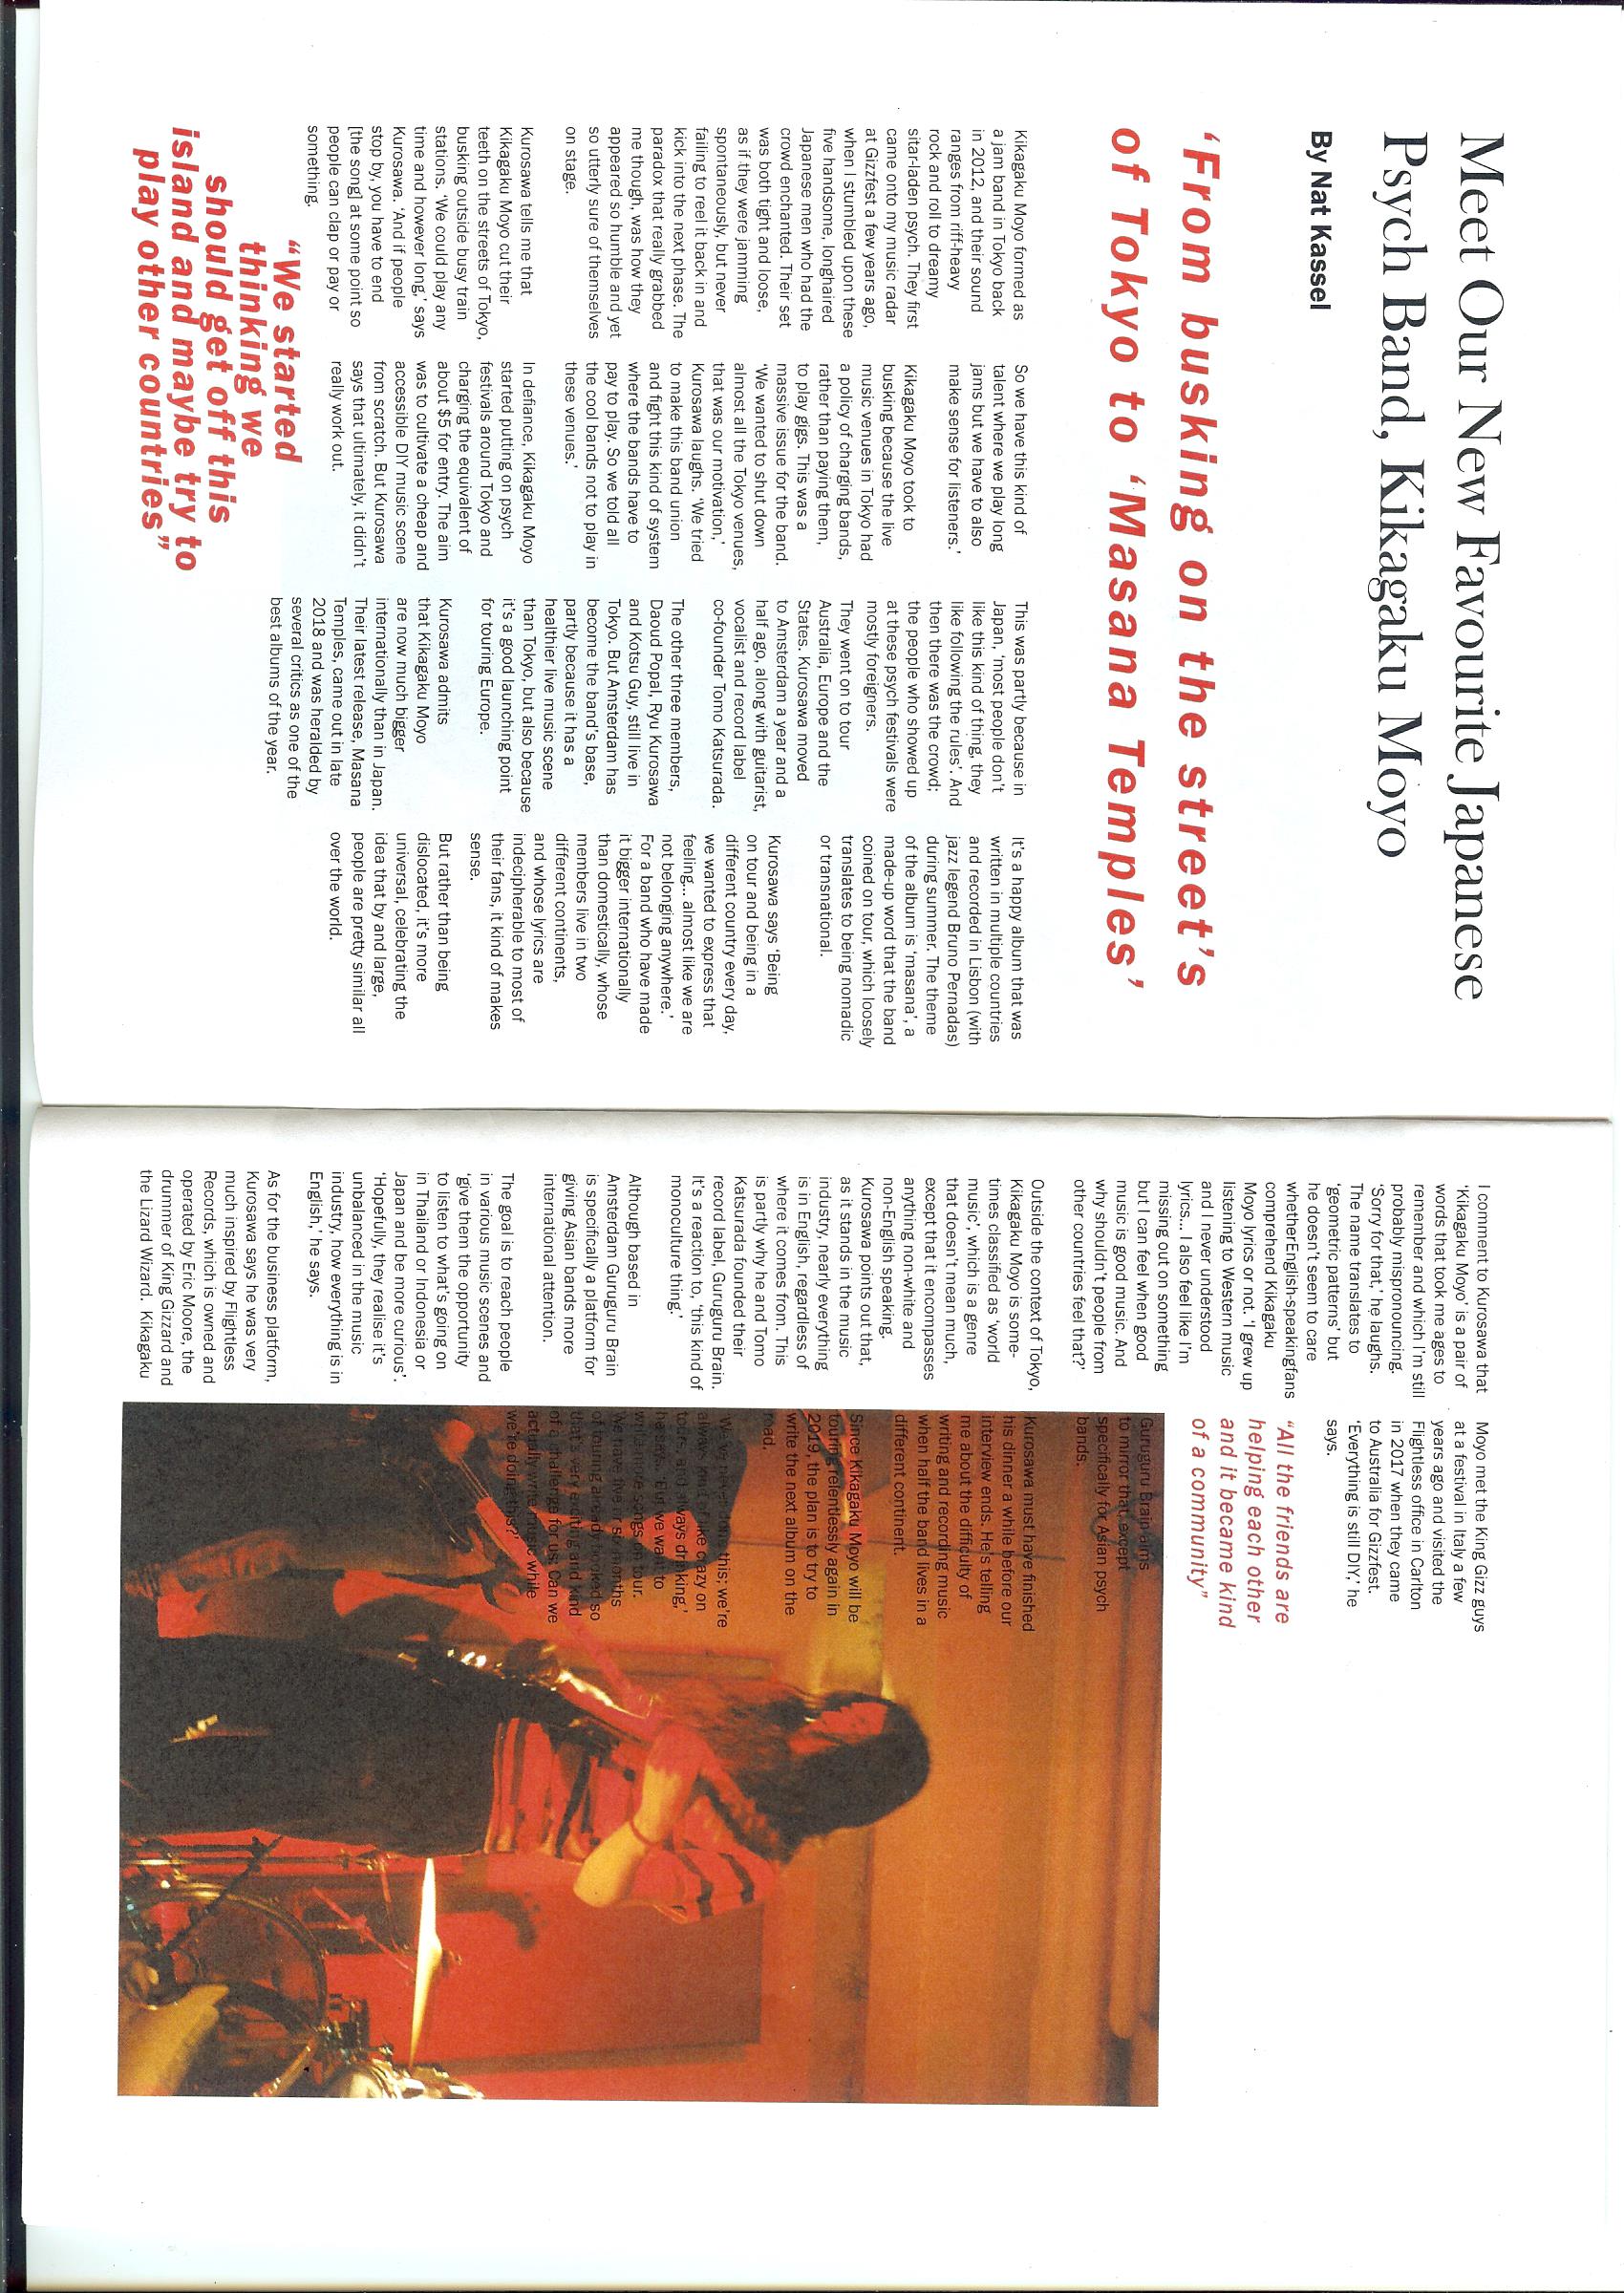 Meet Our New Favourite Japanese
Psych Band, Kikagaku Moyo
By Nat Kassel
‘From busking on the street’s
of Tokyo to ‘Masana Temples’
Kikagaku Moyo formed as
a jam band in Tokyo back
in 2012, and their sound
ranges from riff-heavy
rock and roll to dreamy
sitar-laden psych. They first
came onto my music radar
at Gizzfest a few years ago,
when I stumbled upon these
five handsome, longhaired
Japanese men who had the
crowd enchanted. Their set
was both tight and loose,
as if they were jamming
spontaneously, but never
failing to reel it back in and
kick into the next phase. The
paradox that really grabbed
me though, was how they
appeared so humble and yet
so utterly sure of themselves
on stage.
Kurosawa tells me that
Kikagaku Moyo cut their
teeth on the streets of Tokyo,
busking outside busy train
stations. ‘We could play any
time and however long,’ says
Kurosawa. ‘And if people
stop by, you have to end
[the song] at some point so
people can clap or pay or
something.
So we have this kind of
talent where we play long
jams but we have to also
make sense for listeners.’
Kikagaku Moyo took to
busking because the live
music venues in Tokyo had
a policy of charging bands,
rather than paying them,
to play gigs. This was a
massive issue for the band.
‘We wanted to shut down
almost all the Tokyo venues,
that was our motivation,’
Kurosawa laughs. ‘We tried
to make this band union
and fight this kind of system
where the bands have to
pay to play. So we told all
the cool bands not to play in
these venues.’
In defiance, Kikagaku Moyo
started putting on psych
festivals around Tokyo and
charging the equivalent of
about $5 for entry. The aim
was to cultivate a cheap and
accessible DIY music scene
from scratch. But Kurosawa
says that ultimately, it didn’t
really work out.
“We started
thinking we
should get off this
island and maybe try to
play other countries”
This was partly because in
Japan, ‘most people don’t
like this kind of thing, they
like following the rules’. And
then there was the crowd;
the people who showed up
at these psych festivals were
mostly foreigners.
They went on to tour
Australia, Europe and the
States. Kurosawa moved
to Amsterdam a year and a
half ago, along with guitarist,
vocalist and record label
co-founder Tomo Katsurada.
The other three members,
Daoud Popal, Ryu Kurosawa
and Kotsu Guy, still live in
Tokyo. But Amsterdam has
become the band’s base,
partly because it has a
healthier live music scene
than Tokyo, but also because
it’s a good launching point
for touring Europe.
Kurosawa admits
that Kikagaku Moyo
are now much bigger
internationally than in Japan.
Their latest release, Masana
Temples, came out in late
2018 and was heralded by
several critics as one of the
best albums of the year.
It’s a happy album that was
written in multiple countries
and recorded in Lisbon (with
jazz legend Bruno Pernadas)
during summer. The theme
of the album is ‘masana’, a
made-up word that the band
coined on tour, which loosely
translates to being nomadic
or transnational.
Kurosawa says ‘Being
on tour and being in a
different country every day,
we wanted to express that
feeling... almost like we are
not belonging anywhere.’
For a band who have made
it bigger internationally
than domestically, whose
members live in two
different continents,
and whose lyrics are
indecipherable to most of
their fans, it kind of makes
sense.
But rather than being
dislocated, it’s more
universal, celebrating the
idea that by and large,
people are pretty similar all
over the world.
I comment to Kurosawa that
‘Kikagaku Moyo’ is a pair of
words that took me ages to
remember and which I’m still
probably mispronouncing.
‘Sorry for that,’ he laughs.
The name translates to
‘geometric patterns’ but
he doesn’t seem to care
whetherEnglish-speakingfans
comprehend Kikagaku
Moyo lyrics or not. ‘I grew up
listening to Western music
and I never understood
lyrics... I also feel like I’m
missing out on something
but I can feel when good
music is good music. And
why shouldn’t people from
other countries feel that?’
Outside the context of Tokyo,
Kikagaku Moyo is some-
times classified as ‘world
music’, which is a genre
that doesn’t mean much,
except that it encompasses
anything non-white and
non-English speaking.
Kurosawa points out that,
as it stands in the music
industry, nearly everything
is in English, regardless of
where it comes from. This
is partly why he and Tomo
Katsurada founded their
record label, Guruguru Brain.
It’s a reaction to, ‘this kind of
monoculture thing.’
Although based in
Amsterdam Guruguru Brain
is specifically a platform for
giving Asian bands more
international attention.
The goal is to reach people
in various music scenes and
‘give them the opportunity
to listen to what’s going on
in Thailand or Indonesia or
Japan and be more curious’.
‘Hopefully, they realise it’s
unbalanced in the music
industry, how everything is in
English,’ he says.
As for the business platform,
Kurosawa says he was very
much inspired by Flightless
Records, which is owned and
operated by Eric Moore, the
drummer of King Gizzard and
the Lizard Wizard. Kikagaku
Moyo met the King Gizz guys
at a festival in Italy a few
years ago and visited the
Flightless office in Carlton
in 2017 when they came
to Australia for Gizzfest.
‘Everything is still DIY,’ he
says.
“All the friends are
helping each other
and it became kind
of a community”
Guruguru Brain aims
to mirror that, except
specifically for Asian psych
bands.
Kurosawa must have finished
his dinner a while before our
interview ends. He’s telling
me about the difficulty of
writing and recording music
when half the band lives in a
different continent.
Since Kikagaku Moyo will be
touring relentlessly again in
2019, the plan is to try to
write the next album on the
road.
‘We’ve never done this; we’re
always kind of like crazy on
tours, and always drinking,’
he says. ‘But we want to
write more songs on tour.
We have five or six months
of touring already booked so
that’s very exciting and kind
of a challenge for us: Can we
actually write music while
we’re doing this?’